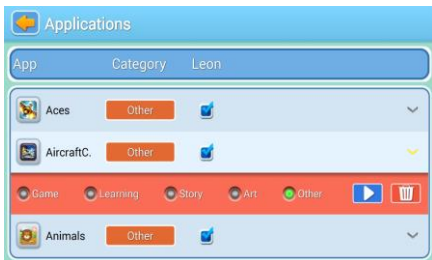 Applications
App Category Leon
Aces Other
AircraftC. Other
Game Learning Story Art Other
Animals Other